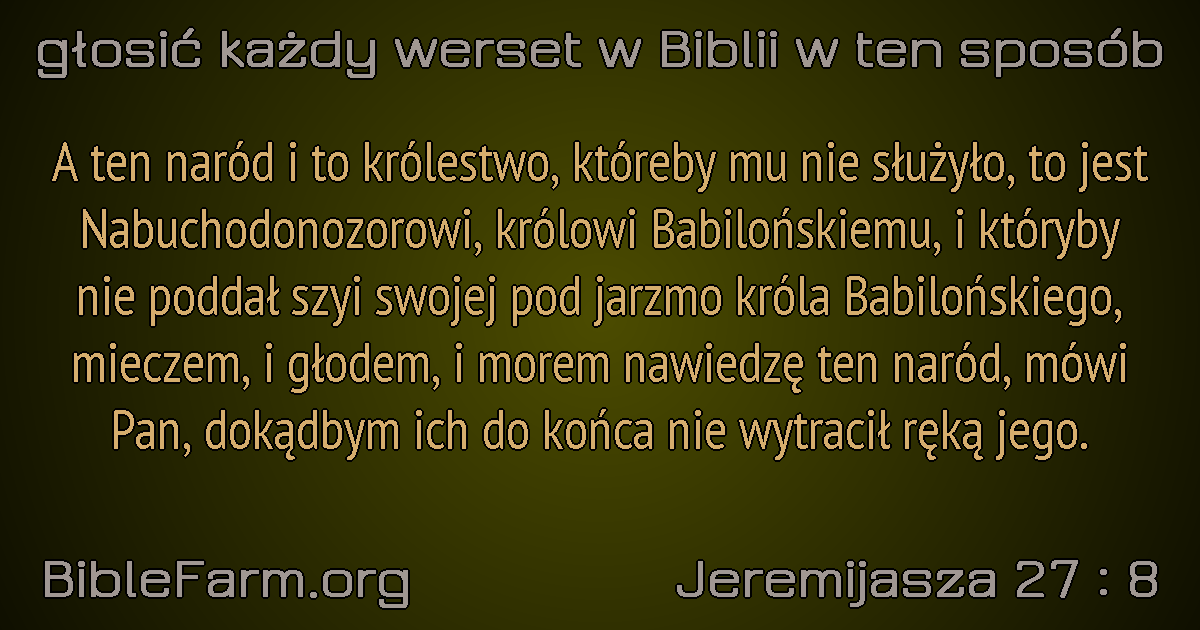 głosić każdy werset w Biblii w ten sposób
A ten naród i to królestwo, któreby mu nie służyło, to jest
Nabuchodonozorowi, królowi Babilońskiemu, i któryby
nie poddał szyi swojej pod jarzmo króla Babilońskiego,
mieczem, i głodem, i morem nawiedzę ten naród, mówi
Pan, dokądbym ich do końca nie wytracił ręką jego.
BibleFarm.org
Jeremijasza 27 : 8